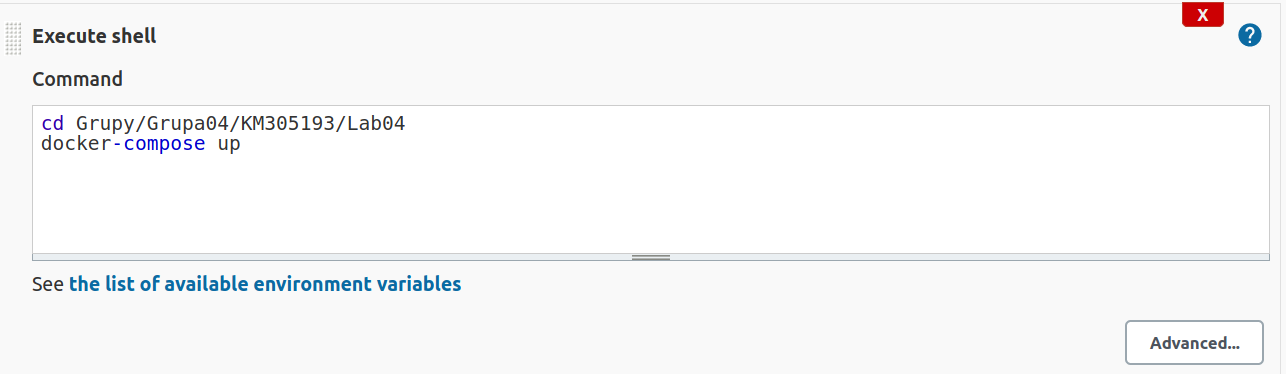 X
Execute shell
?
Command
cd Grupy/Grupa04/KM305193/Lab04
docker-compose up
See the list of available environment variables
Advanced...